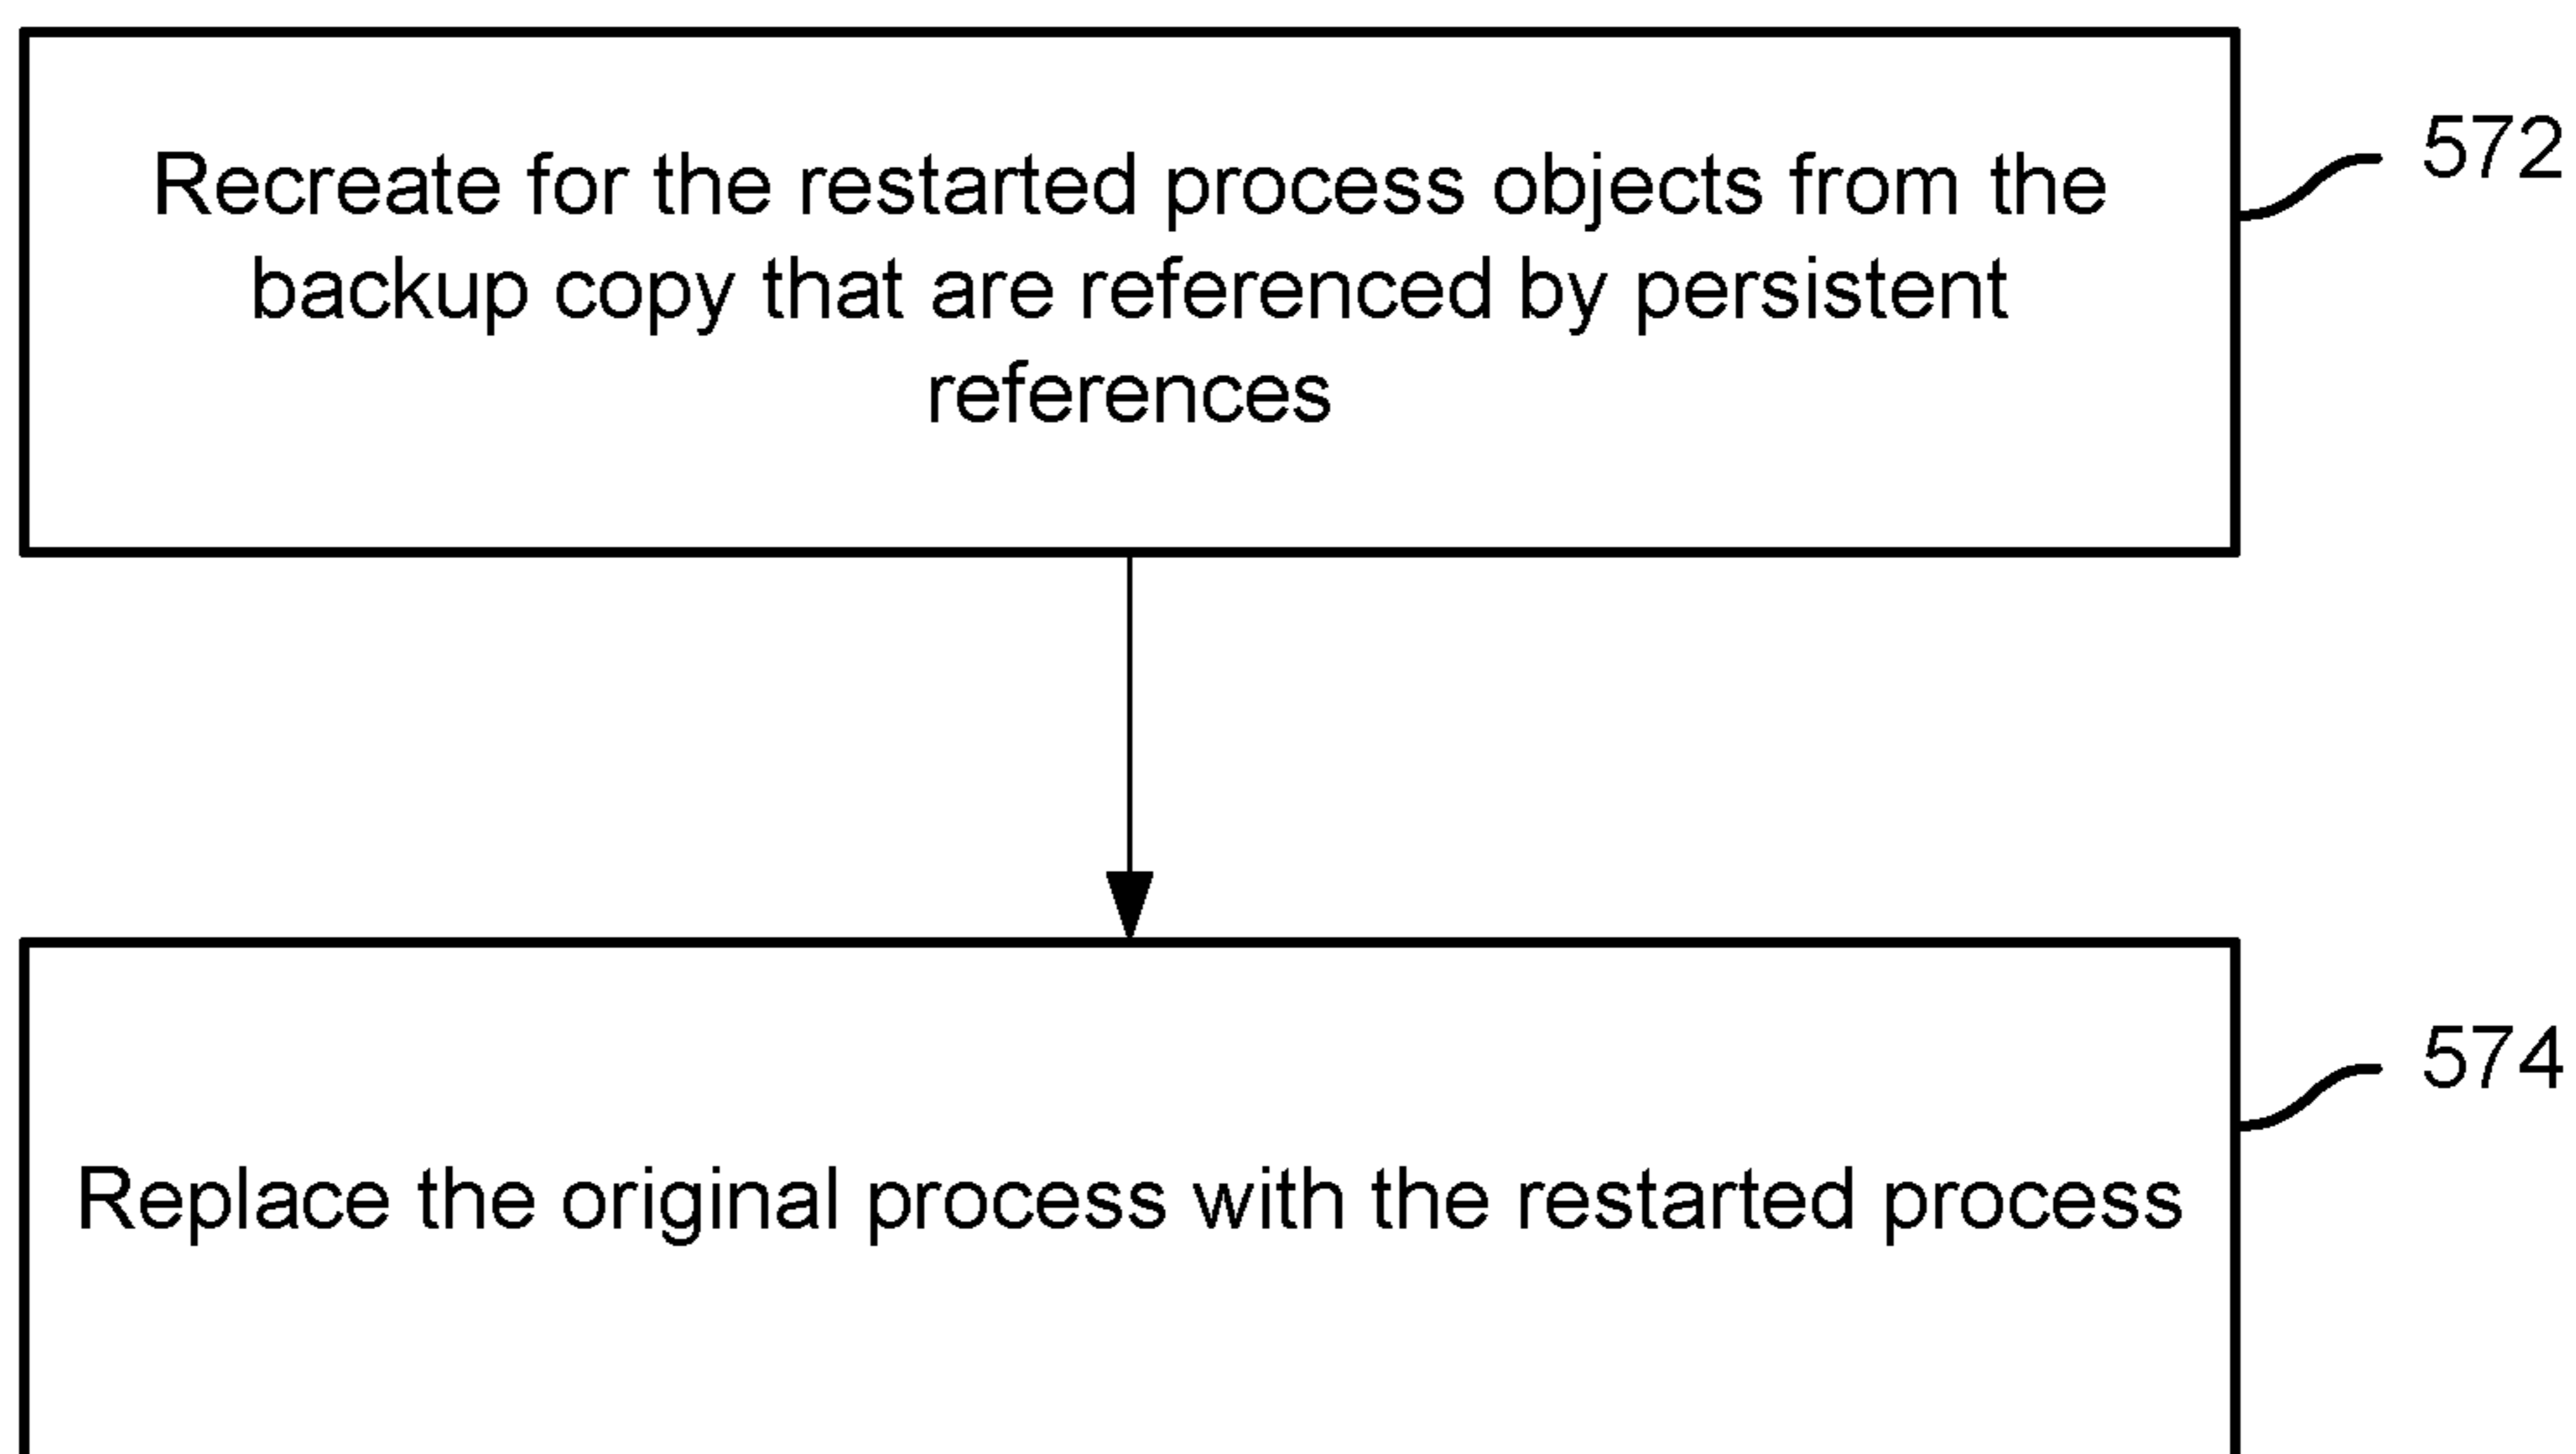 Recreate for the restarted process objects from the
backup copy that are referenced by persistent
references
572
Replace the original process with the restarted process
574